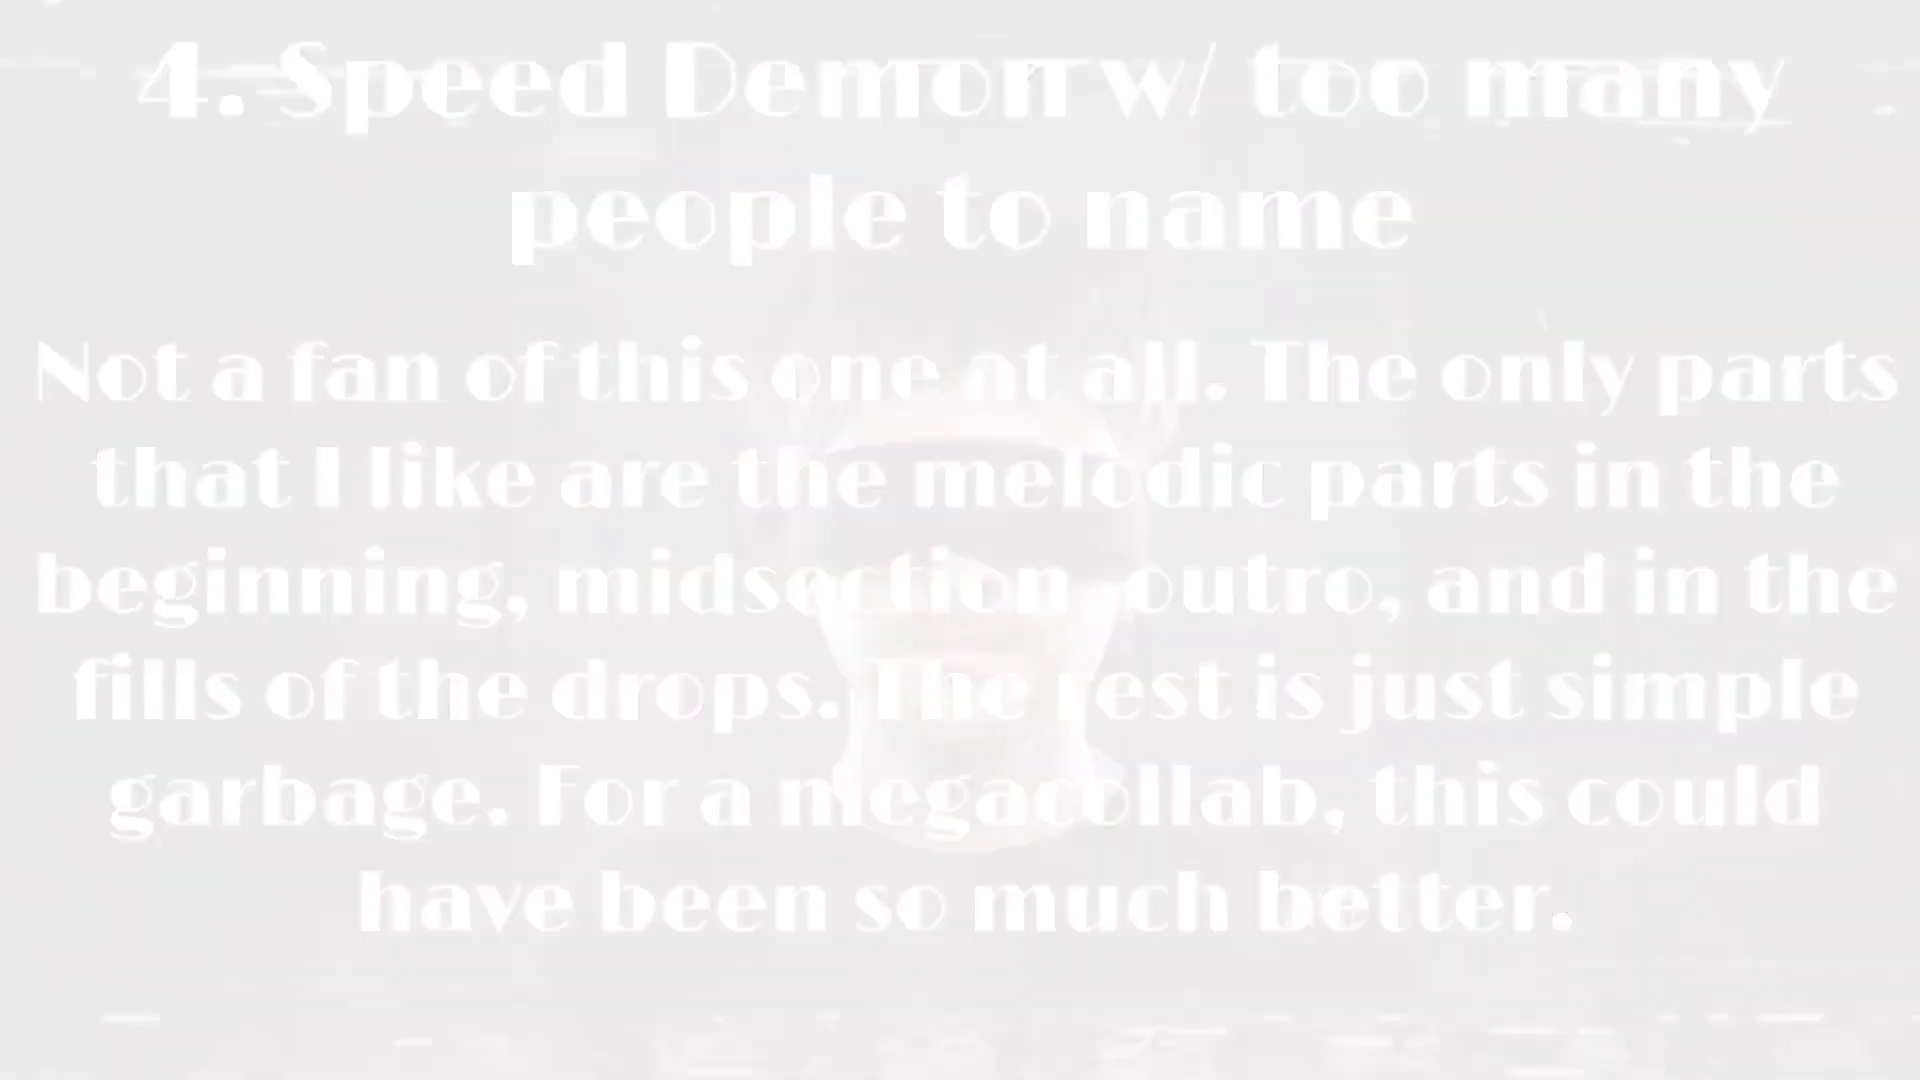 4. Speed Demon w/ too many
people to name
Not a fan of this one at all. The only parts
that I like are the melodic parts in the
beginning, midsection, outro, and in the
fills of the drops. The rest is just simple
garbage. For a megacollab, this could
have been so much better.